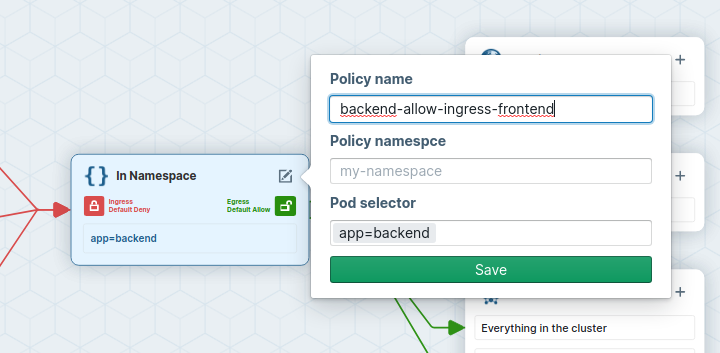 Policy name
backend-allow-ingress-frontend
Policy namespce
my-namespace
Pod selector
app=backend
Save
In Namespace
Ingress
Default Deny
Egress
Default Allow
app=backend
Everything in the cluster